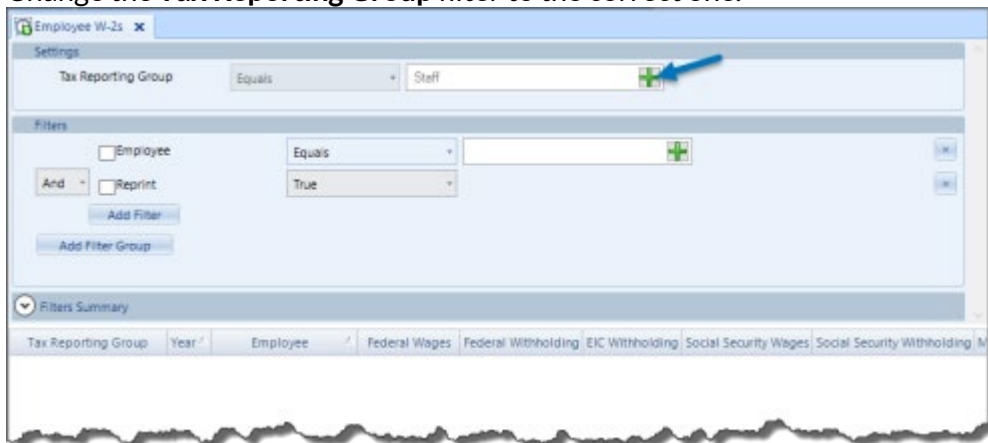 Change the Tax Reporting Group filter to the correct one.
Employee W-2s
Settings
Tax Reporting Group Equals Staff
Filters
Employee Equals
And Reprint True
Add Filter
Add Filter Group
Filters Summary
Tax Reporting Group Year Employee Federal Wages Federal Withholding EIC Withholding Social Security Wages Social Security Withholding M